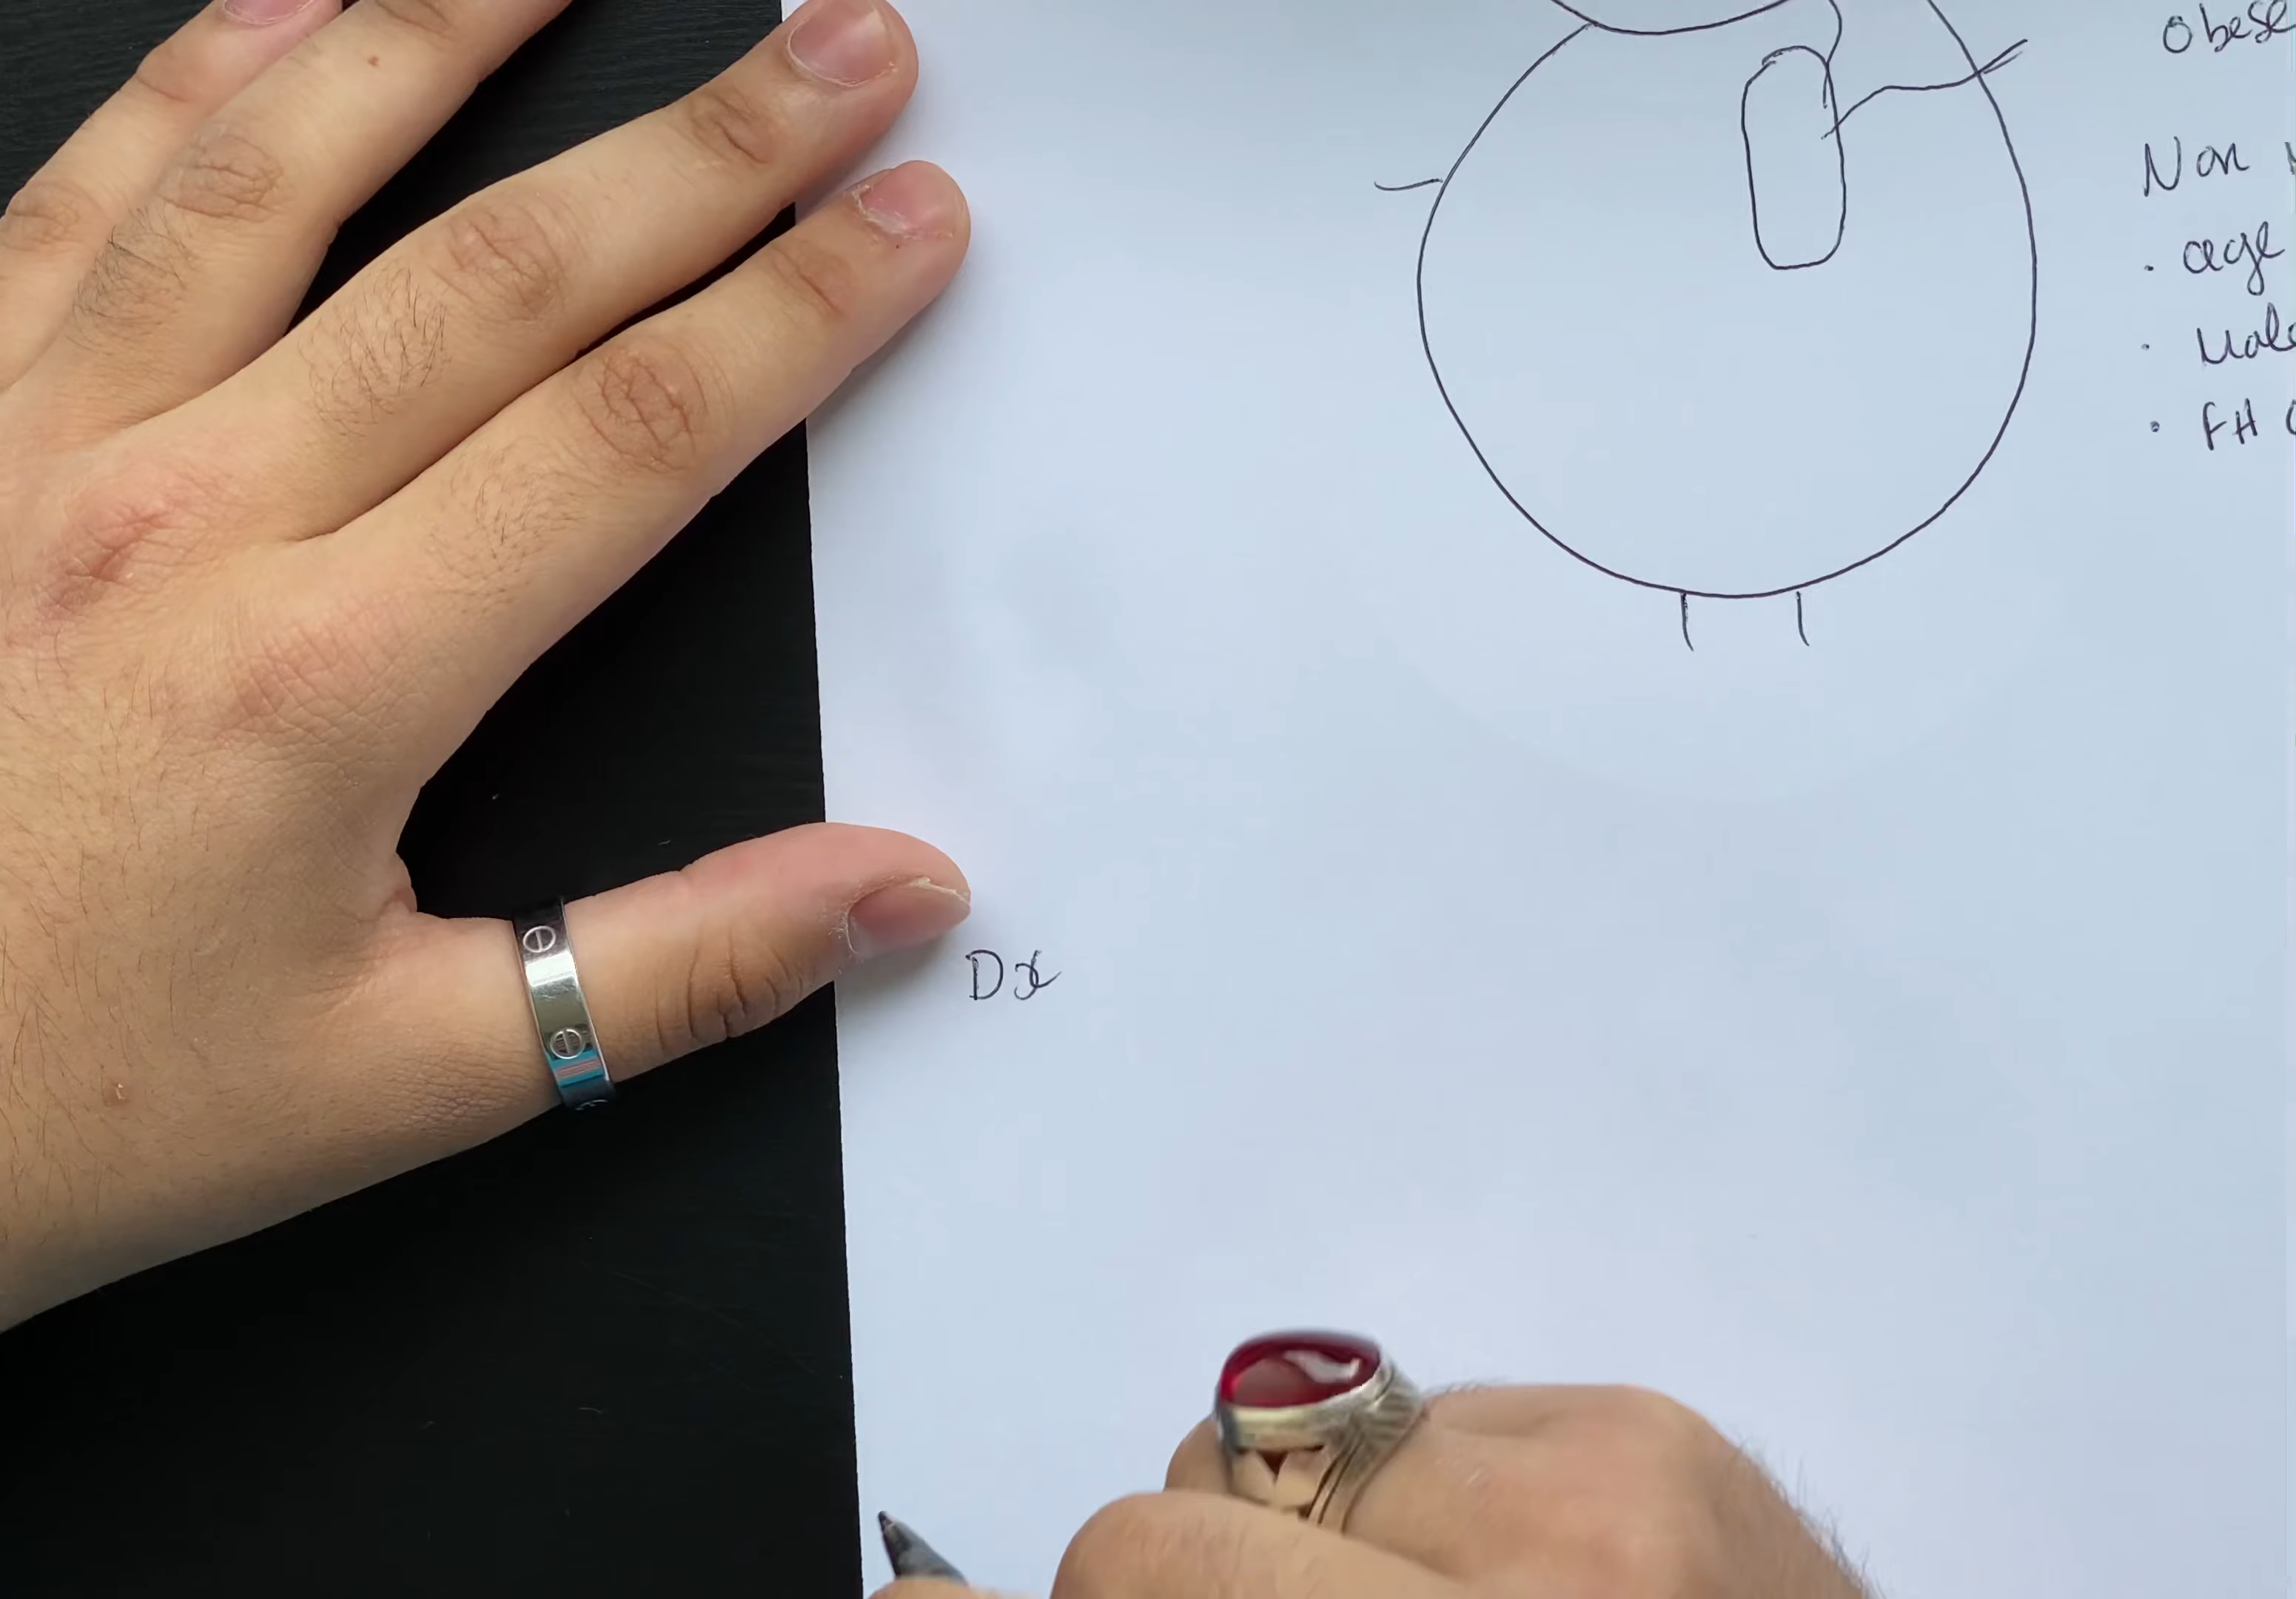 obese
Non
· age
· Male
· FH
Dx